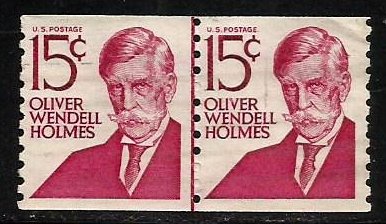 U.S. POSTAGE
15¢
OLIVER
WENDELL
HOLMES
U.S. POSTAGE
15¢
OLIVER
WENDELL
HOLMES